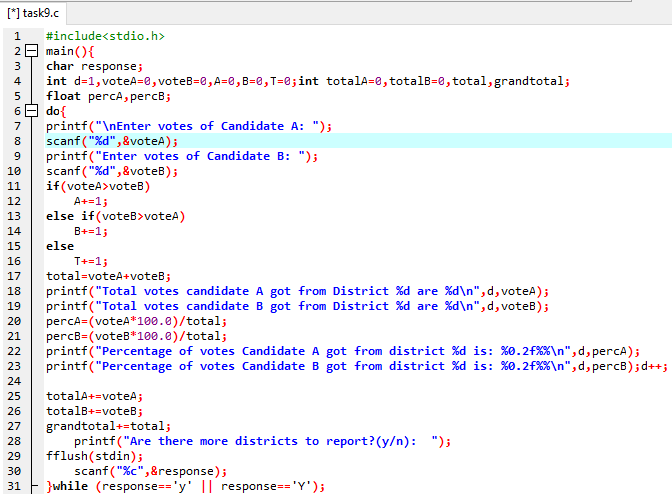 [*] task9.c
1 #include<stdio.h>
2 main(){
3 char response;
4 int d=1,voteA=0,voteB=0,A=0,B=0,T=0;int totalA=0,totalB=0,total,grandtotal;
5 float percA,percB;
6 do{
7 printf("\nEnter votes of Candidate A: ");
8 scanf("%d",&voteA);
9 printf("Enter votes of Candidate B: ");
10 scanf("%d",&voteB);
11 if(voteA>voteB)
12     A+=1;
13 else if(voteB>voteA)
14     B+=1;
15 else
16     T+=1;
17 total=voteA+voteB;
18 printf("Total votes candidate A got from District %d are %d\n",d,voteA);
19 printf("Total votes candidate B got from District %d are %d\n",d,voteB);
20 percA=(voteA*100.0)/total;
21 percB=(voteB*100.0)/total;
22 printf("Percentage of votes Candidate A got from district %d is: %0.2f%%\n",d,percA);
23 printf("Percentage of votes Candidate B got from district %d is: %0.2f%%\n",d,percB);d++;
24
25 totalA+=voteA;
26 totalB+=voteB;
27 grandtotal+=total;
28     printf("Are there more districts to report?(y/n):  ");
29 fflush(stdin);
30     scanf("%c",&response);
31 }while (response=='y' || response=='Y');